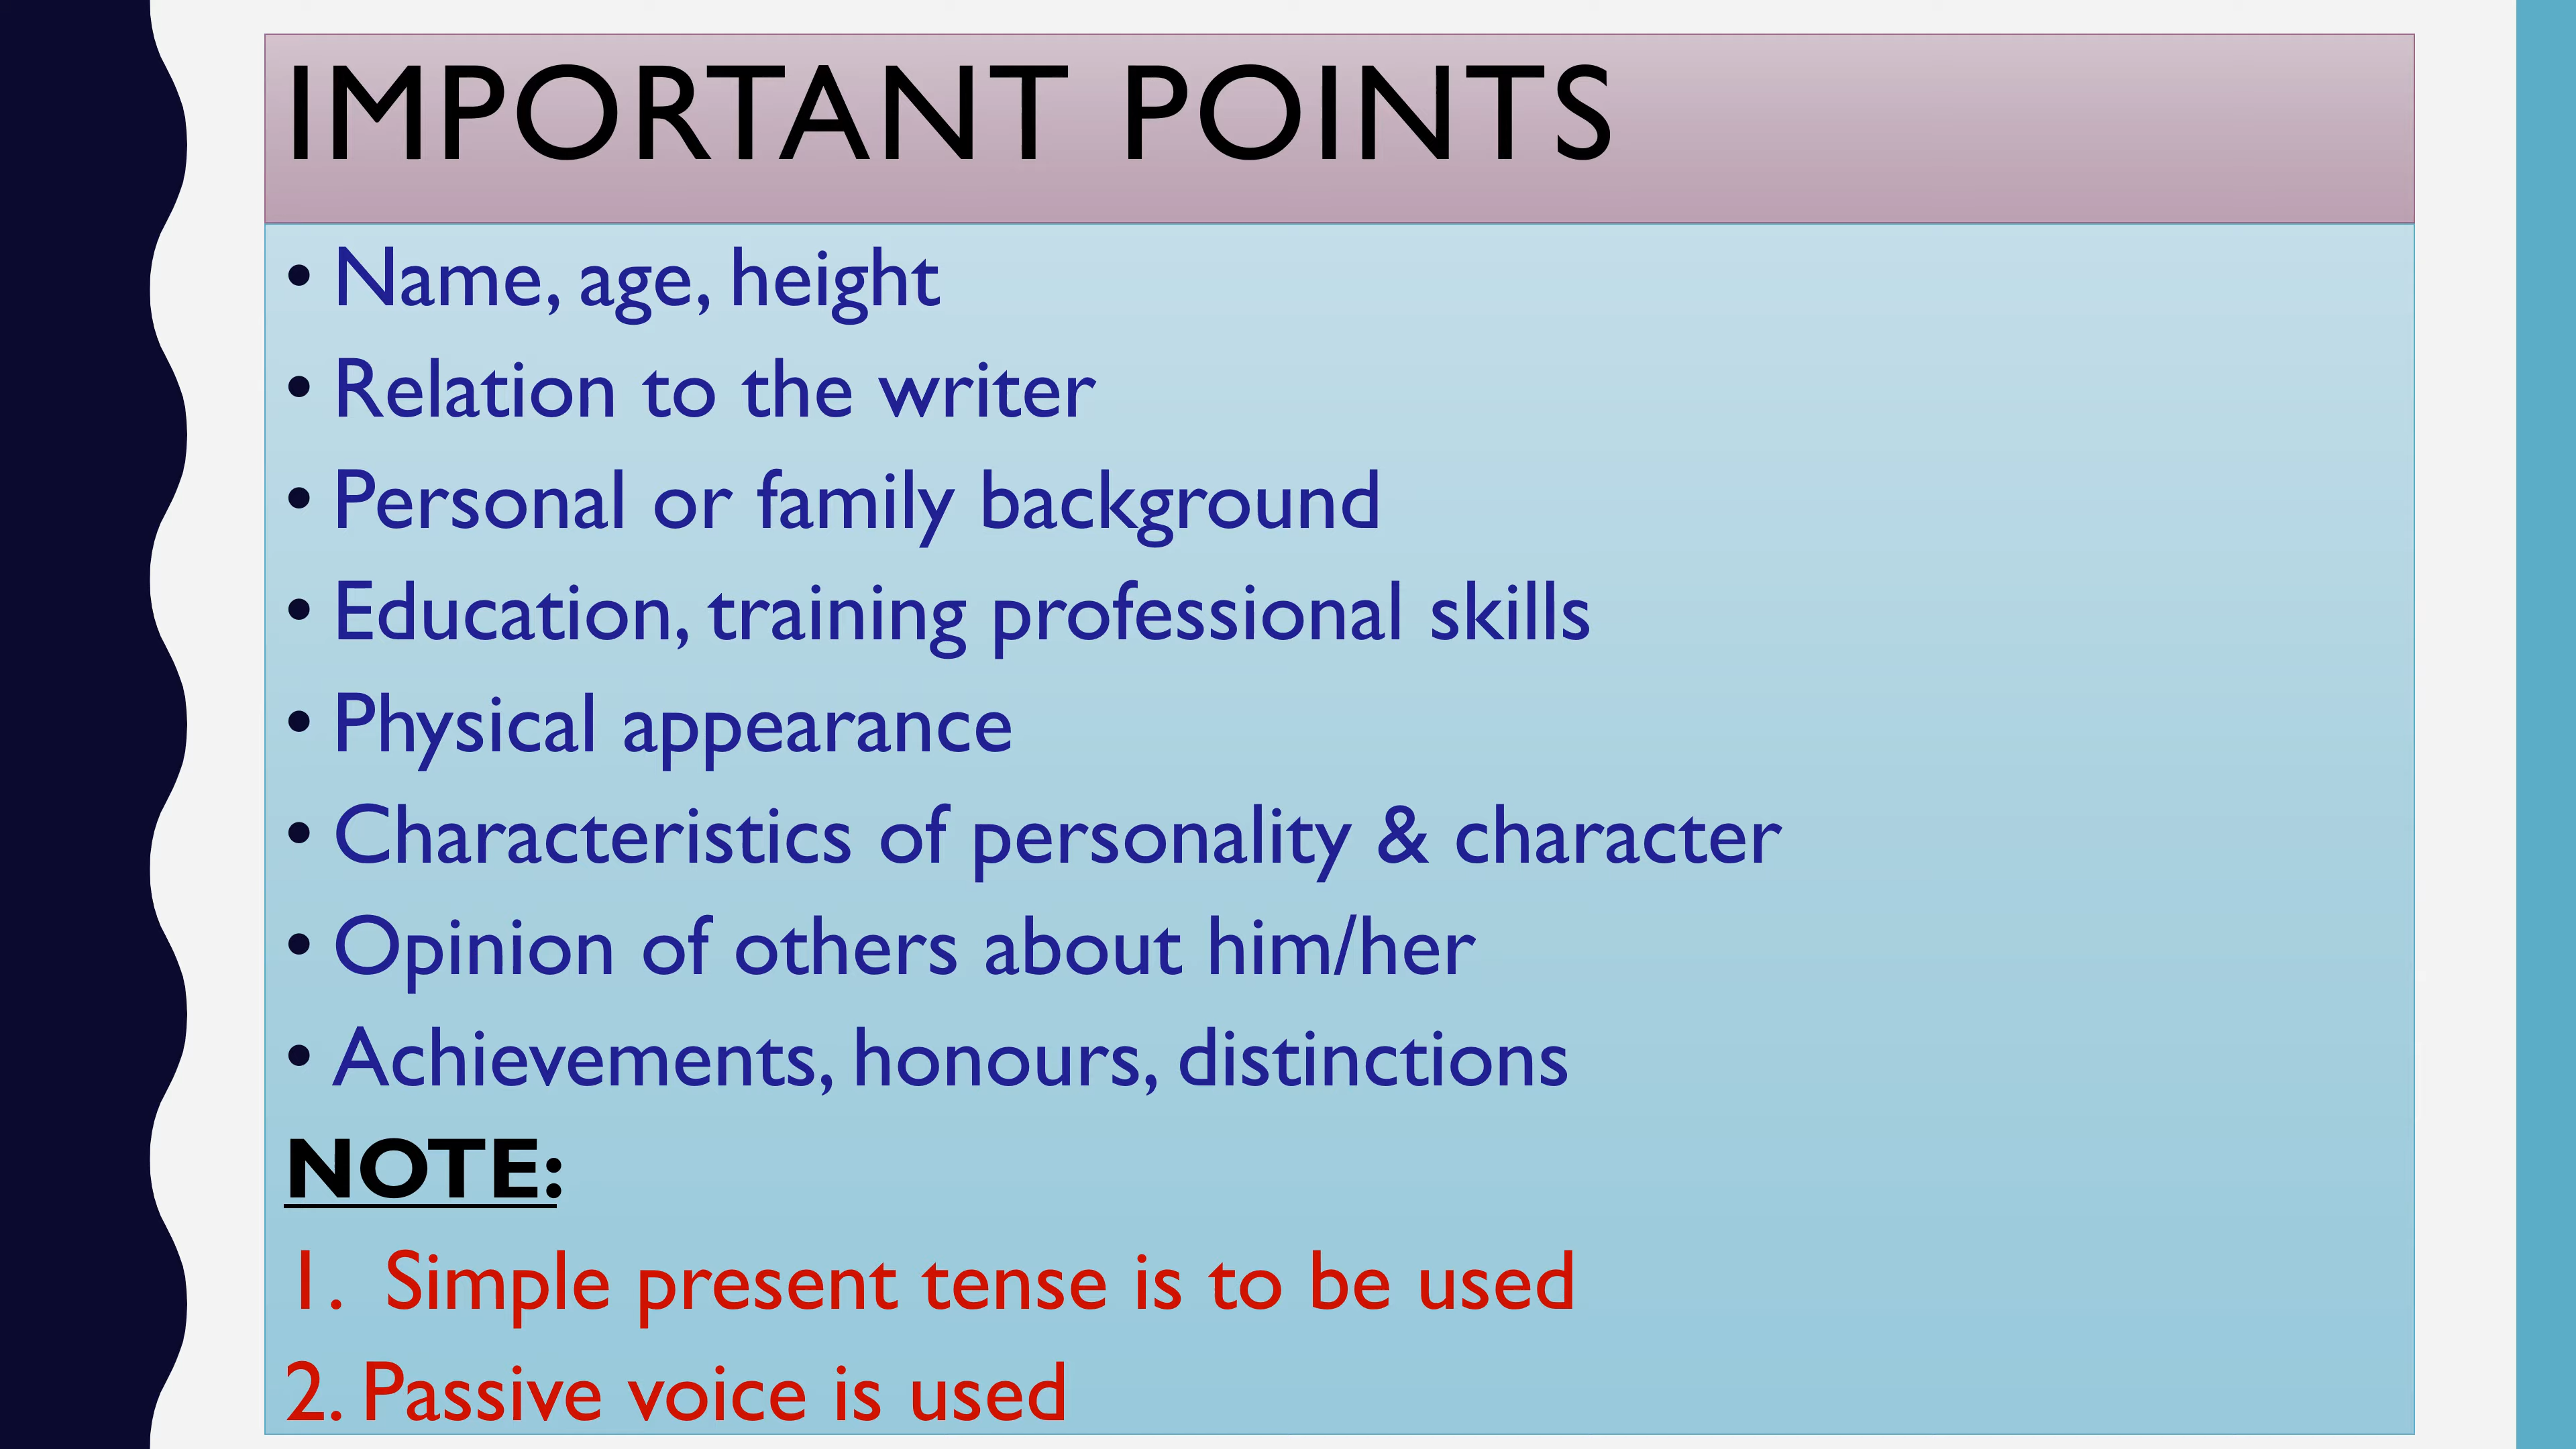 IMPORTANT POINTS
• Name, age, height
• Relation to the writer
• Personal or family background
• Education, training professional skills
• Physical appearance
• Characteristics of personality & character
• Opinion of others about him/her
• Achievements, honours, distinctions
NOTE:
1. Simple present tense is to be used
2. Passive voice is used